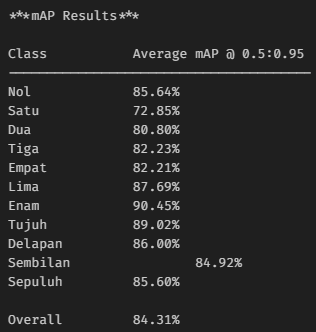 ***mAP Results***
Class Average mAP @ 0.5:0.95
Nol 85.64%
Satu 72.85%
Dua 80.80%
Tiga 82.23%
Empat 82.21%
Lima 87.69%
Enam 90.45%
Tujuh 89.02%
Delapan 86.00%
Sembilan 84.92%
Sepuluh 85.60%
Overall 84.31%